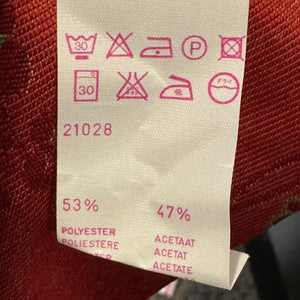 30 P
30 ドライ
21028
53% 47%
POLYESTER ACETAAT
POLIESTERE ACETAT
ACETATE